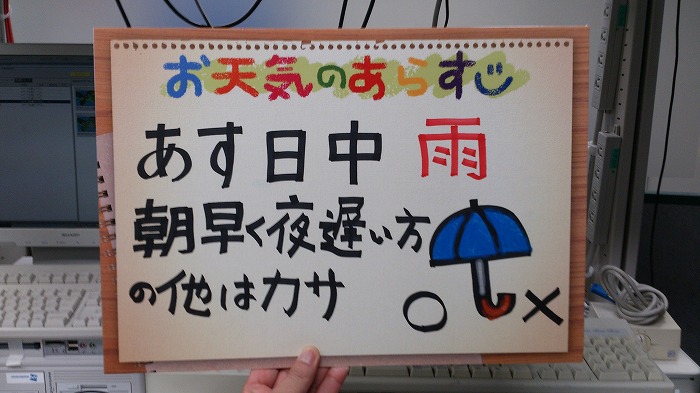 お天気のあらすじ
あす日中 雨
朝早く夜遅い方
の他はカサ
○ ×